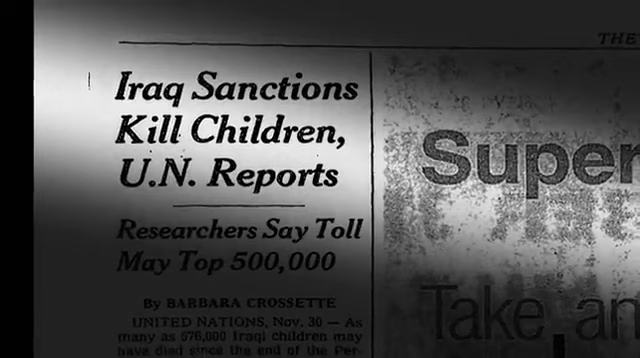 THE
Iraq Sanctions
Kill Children,
U.N. Reports
Super
Researchers Say Toll
May Top 500,000
Take an
By BARBARA CROSSETTE
UNITED NATIONS, Nov. 30 — As
many as 576,000 Iraqi children may
have died since the end of the Per-